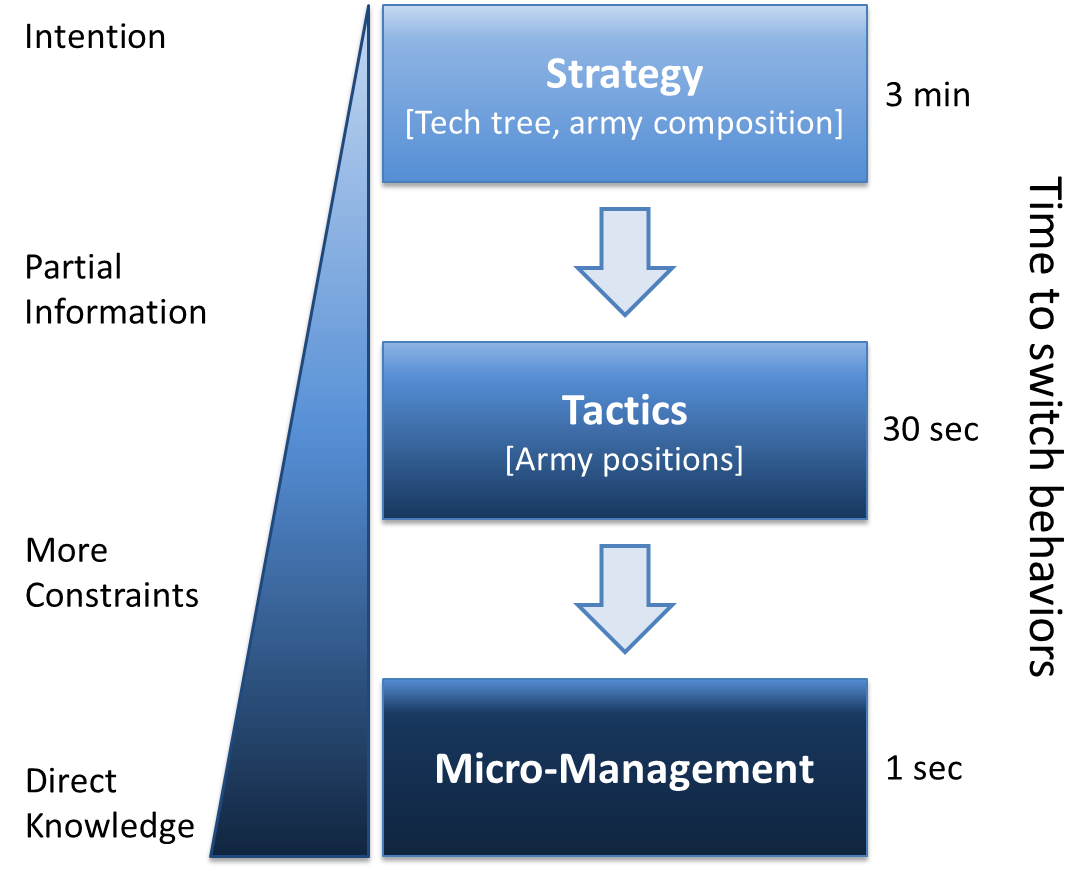 Intention
Strategy
[Tech tree, army composition]
3 min
Partial
Information
Tactics
[Army positions]
30 sec
More
Constraints
Micro-Management
1 sec
Direct
Knowledge
Time to switch behaviors